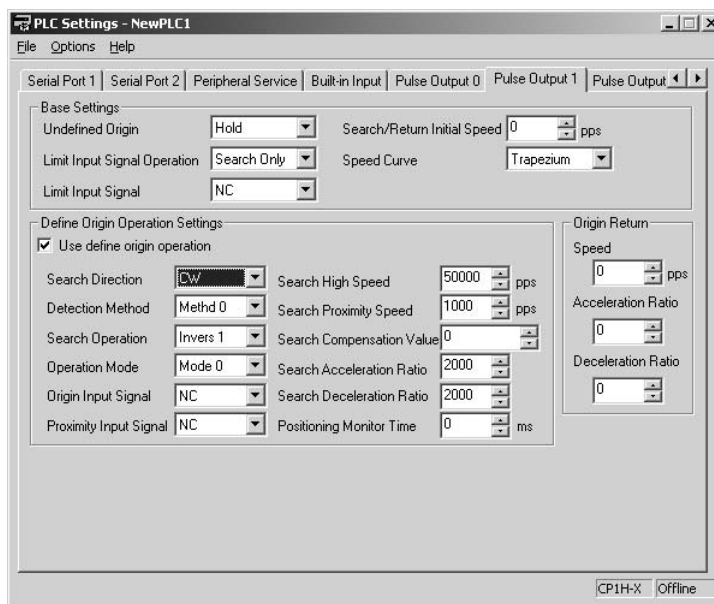 PLC Settings - NewPLC1
File Options Help
Serial Port 1 Serial Port 2 Peripheral Service Built-in Input Pulse Output 0 Pulse Output 1 Pulse Output
Base Settings
Undefined Origin Hold Search/Return Initial Speed 0 pps
Limit Input Signal Operation Search Only Speed Curve Trapezium
Limit Input Signal NC
Define Origin Operation Settings
Use define origin operation
Search Direction CW Search High Speed 50000 pps
Detection Method Methd 0 Search Proximity Speed 1000 pps
Search Operation Invers 1 Search Compensation Value 0
Operation Mode Mode 0 Search Acceleration Ratio 2000
Origin Input Signal NC Search Deceleration Ratio 2000
Proximity Input Signal NC Positioning Monitor Time 0 ms
Origin Return
Speed
0 pps
Acceleration Ratio
0
Deceleration Ratio
0
CP1H-X Offline